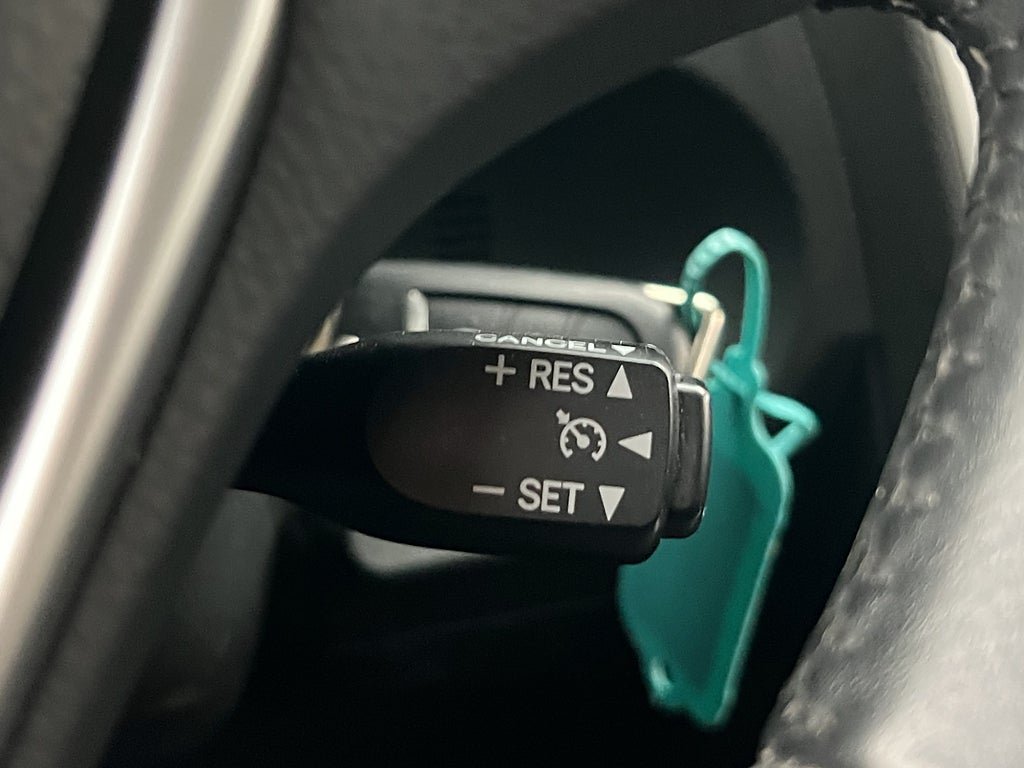 CANCEL ▼
+ RES ▲
◀
− SET ▼